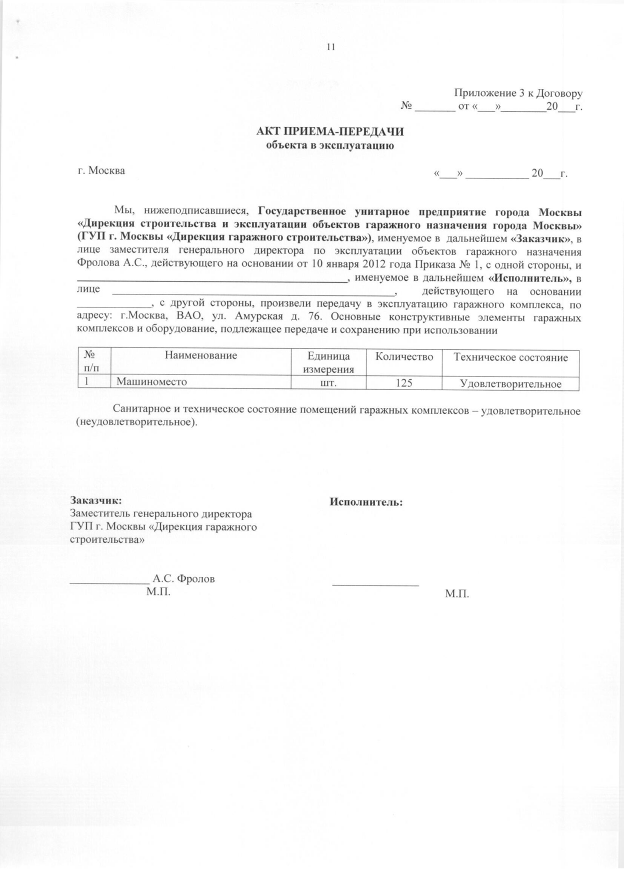 11
Приложение 3 к Договору
№ _______ от «___»________20___г.
АКТ ПРИЕМА-ПЕРЕДАЧИ
объекта в эксплуатацию
г. Москва «___» ___________ 20___г.
Мы, нижеподписавшиеся, Государственное унитарное предприятие города Москвы
«Дирекция строительства и эксплуатации объектов гаражного назначения города Москвы»
(ГУП г. Москвы «Дирекция гаражного строительства»), именуемое в дальнейшем «Заказчик», в
лице заместителя генерального директора по эксплуатации объектов гаражного назначения
Фролова А.С., действующего на основании от 10 января 2012 года Приказа № 1, с одной стороны, и
_______________________________________________, именуемое в дальнейшем «Исполнитель», в
лице _________________________________________________, действующего на основании
_____________, с другой стороны, произвели передачу в эксплуатацию гаражного комплекса, по
адресу: г.Москва, ВАО, ул. Амурская д. 76. Основные конструктивные элементы гаражных
комплексов и оборудование, подлежащее передаче и сохранению при использовании
№ п/п Наименование Единица измерения Количество Техническое состояние
1 Машиноместо шт. 125 Удовлетворительное
Санитарное и техническое состояние помещений гаражных комплексов – удовлетворительное
(неудовлетворительное).
Заказчик:
Заместитель генерального директора
ГУП г. Москвы «Дирекция гаражного
строительства»
______________ А.С. Фролов
М.П.
Исполнитель:
_______________
М.П.